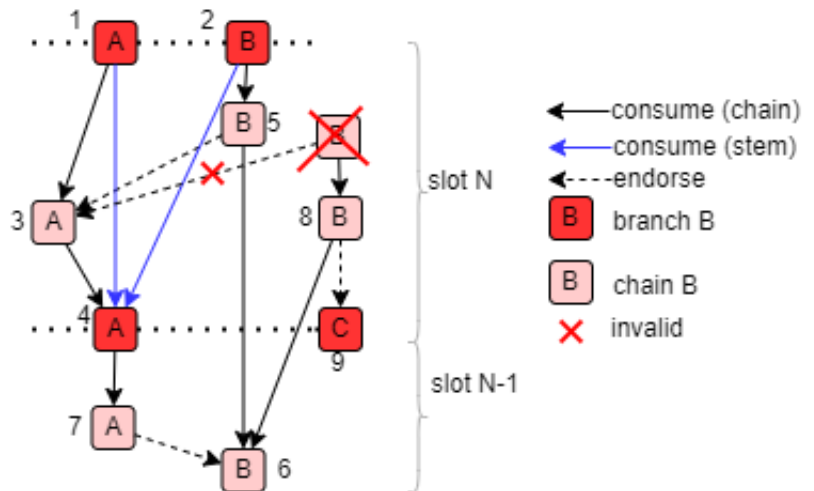 1 A 2 B
B 5
B
3 A
8 B
4 A
C
9
7 A
B 6
slot N
slot N-1
consume (chain)
consume (stem)
endorse
B branch B
B chain B
invalid